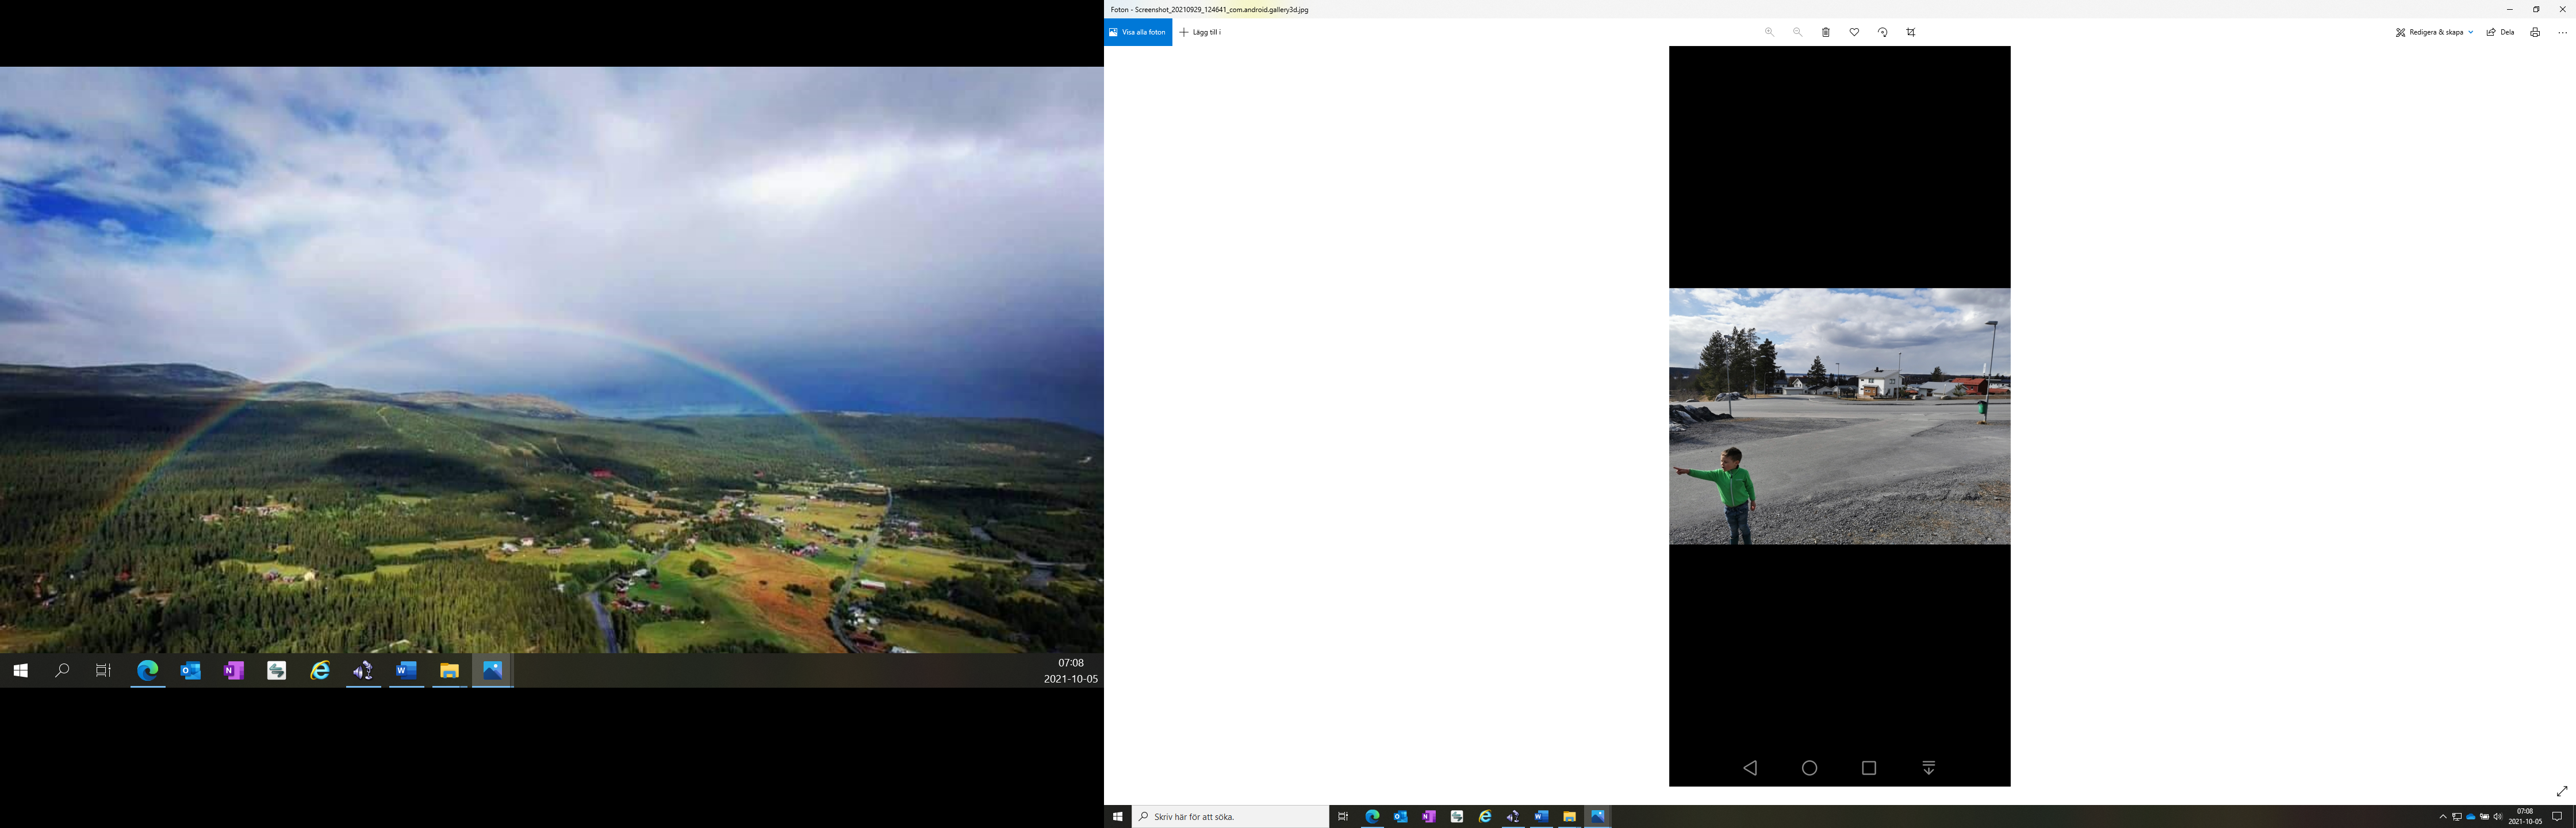 07:08
2021-10-05
Foton - Screenshot_20210929_124641_com.android.gallery3d.jpg
Visa alla foton
Lägg till i
Redigera & skapa
Dela
Skriv här för att söka.
07:08
2021-10-05